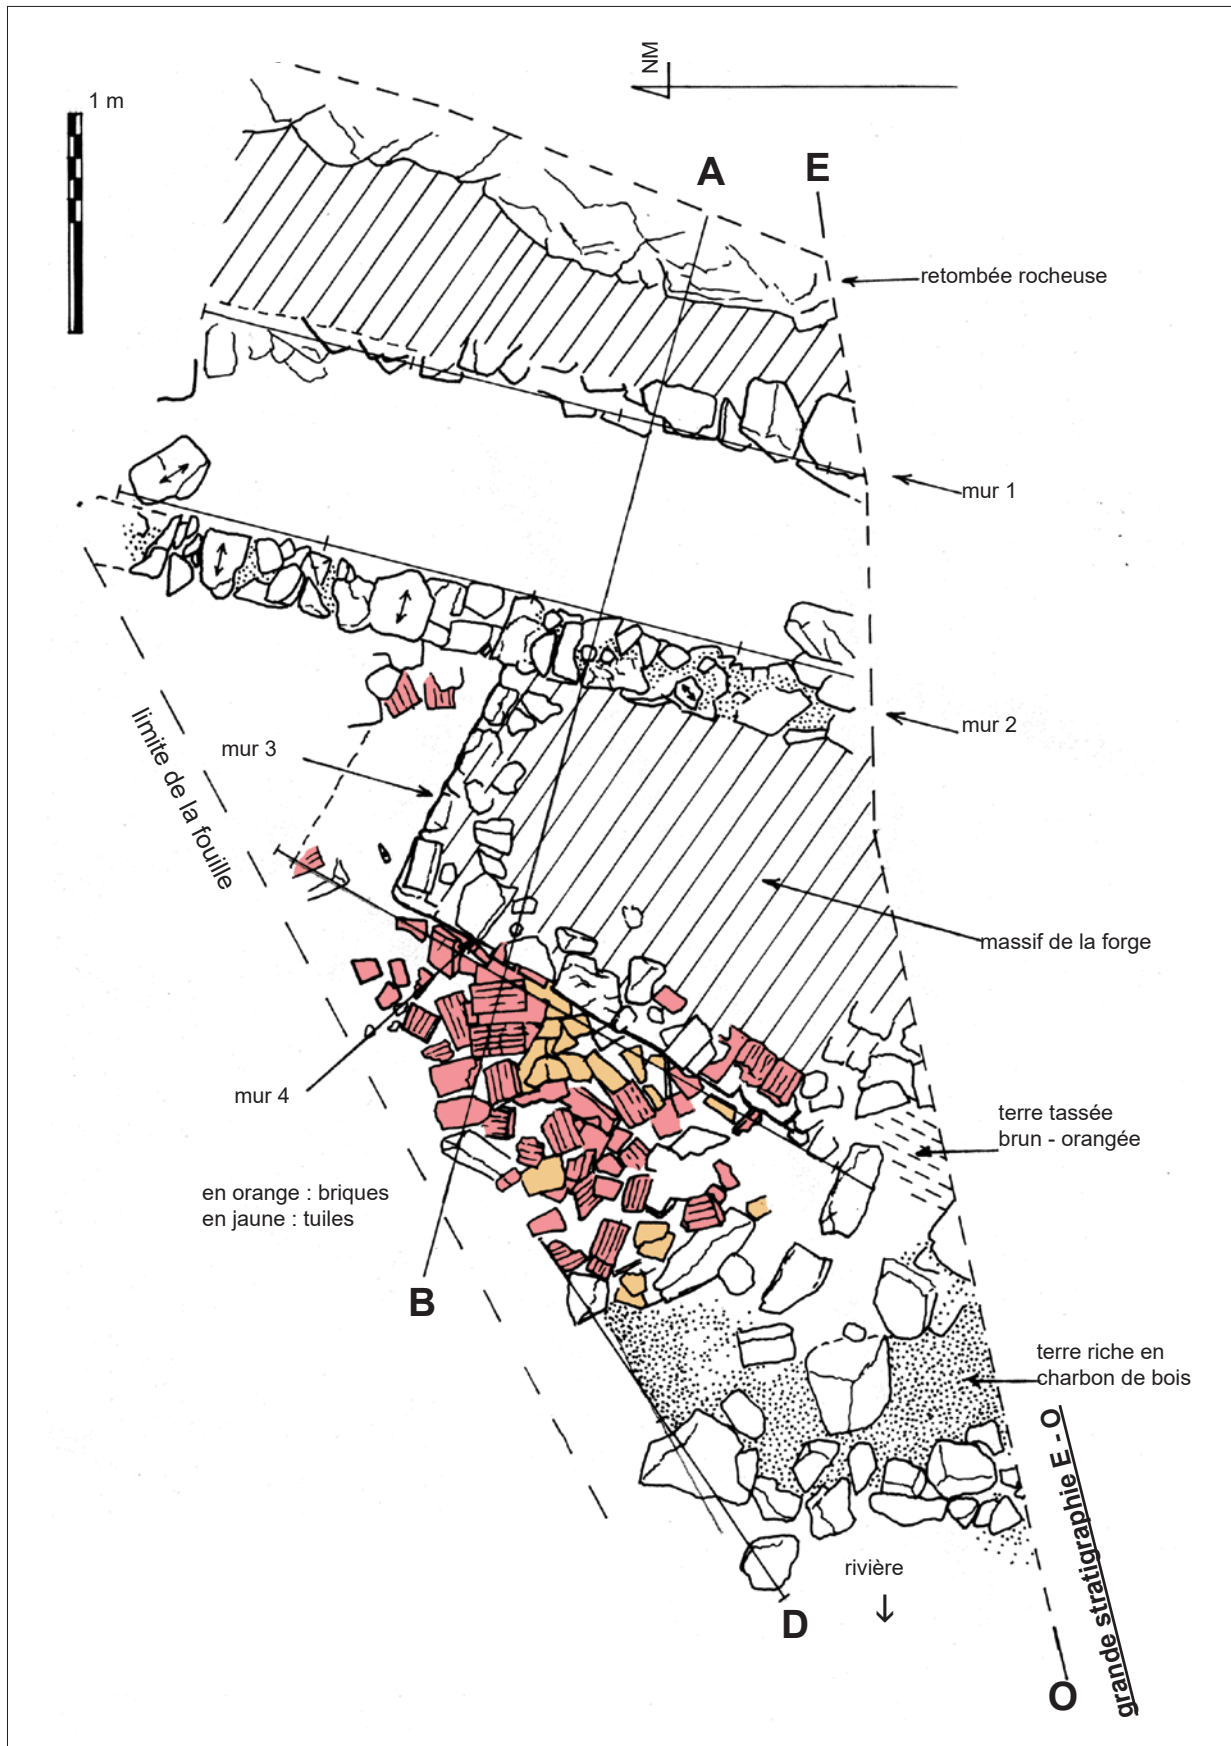 NM
1 m
A
E
retombée rocheuse
mur 1
mur 2
limite de la fouille
mur 3
massif de la forge
mur 4
terre tassée
brun - orangée
en orange : briques
en jaune : tuiles
B
terre riche en
charbon de bois
grande stratigraphie E - O
rivière
D
O